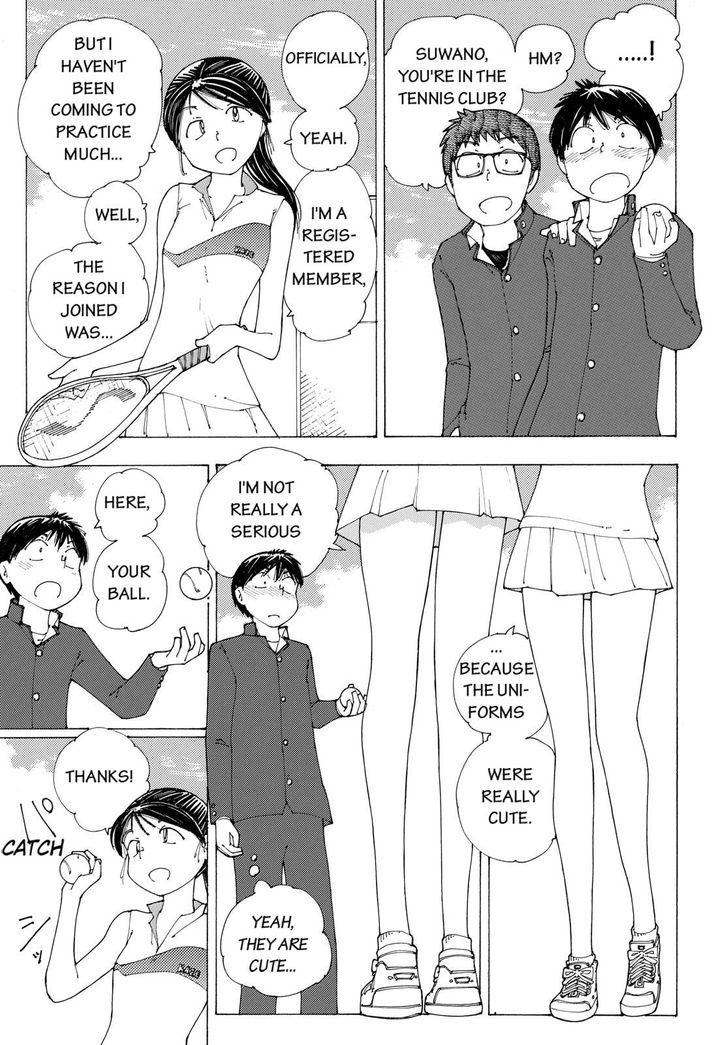 .....!
HM?
SUWANO,
YOU'RE IN THE
TENNIS CLUB?
OFFICIALLY,
YEAH.
I'M A
REGIS-
TERED
MEMBER,
BUT I
HAVEN'T
BEEN
COMING TO
PRACTICE
MUCH...
WELL,
THE
REASON I
JOINED
WAS...
...
BECAUSE
THE UNI-
FORMS
WERE
REALLY
CUTE.
I'M NOT
REALLY A
SERIOUS
YEAH,
THEY ARE
CUTE...
HERE,
YOUR
BALL.
THANKS!
CATCH